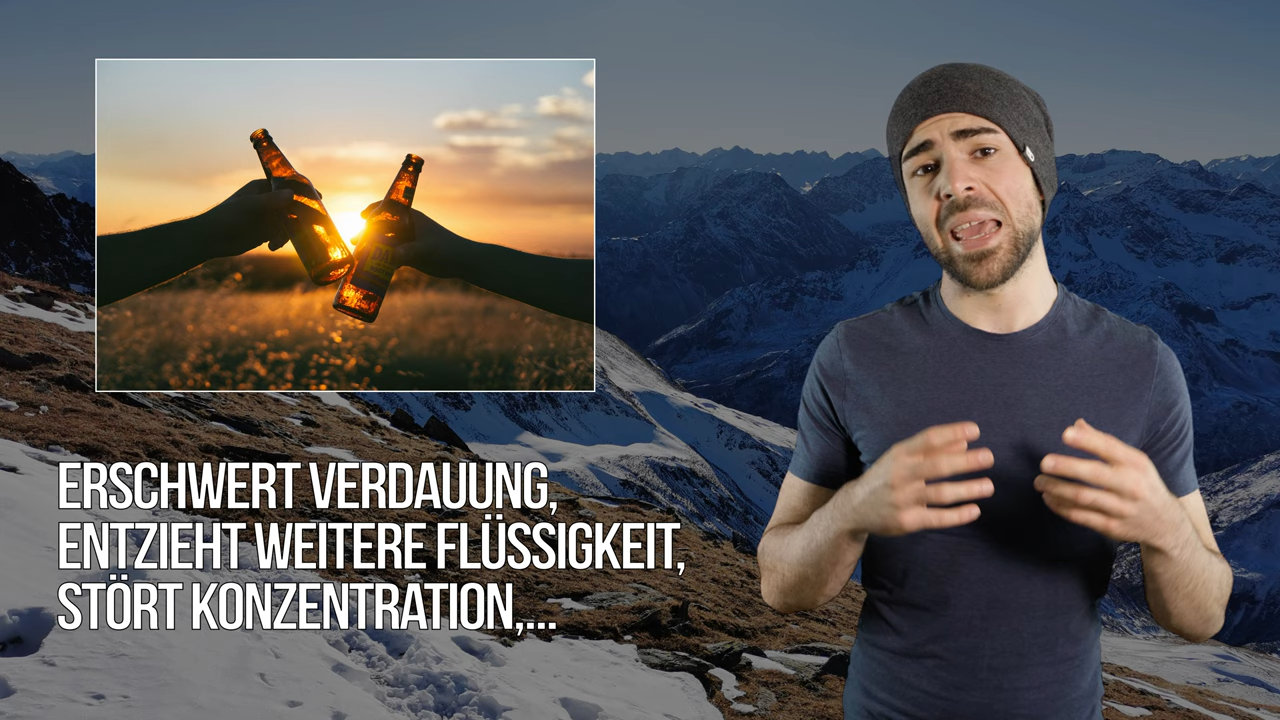 ERSCHWERT VERDAUUNG,
ENTZIEHT WEITERE FLÜSSIGKEIT,
STÖRT KONZENTRATION,...